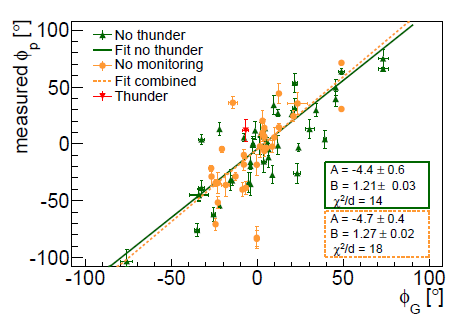 measured ϕp
100
50
0
-50
-100
No thunder
Fit no thunder
No monitoring
Fit combined
Thunder
A = -4.4 ± 0.6
B = 1.21± 0.03
χ²/d = 14
A = -4.7 ± 0.4
B = 1.27 ± 0.02
χ²/d = 18
-100 -50 0 50 100
ϕG [°]
[°]